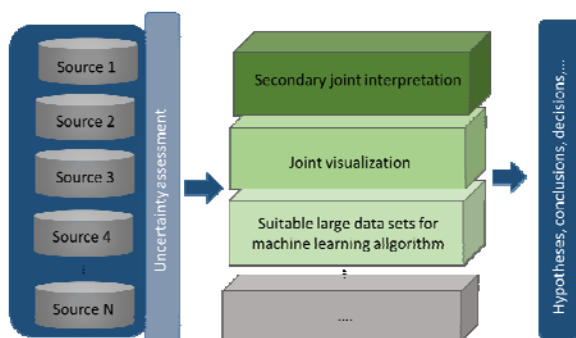 Source 1
Source 2
Source 3
Source 4
⋮
Source N
Uncertainty assessment
Secondary joint interpretation
Joint visualization
Suitable large data sets for
machine learning algorithm
⋮
....
Hypotheses, conclusions, decisions,...